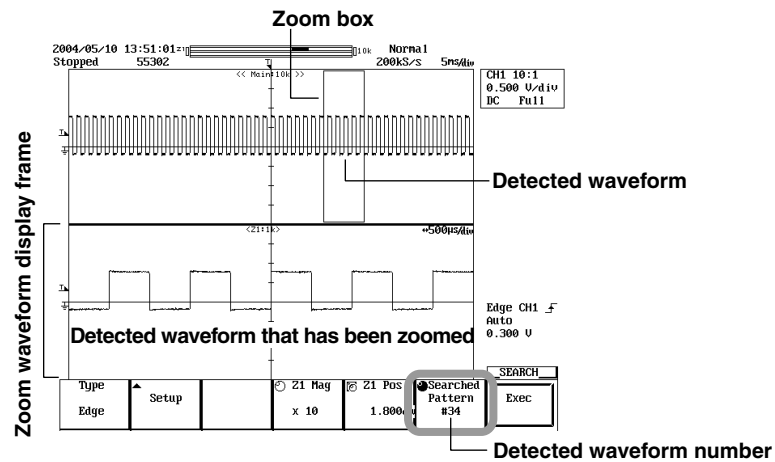 Zoom box
2004/05/10 13:51:01 10k Normal
Stopped 55302 200kS/s 5ms/div
<< Main:10k >>
CH1 10:1
0.500 V/div
DC Full
Detected waveform
Zoom waveform display frame
<Z1:1k> 500µs/div
Edge CH1
Auto
0.300 V
Detected waveform that has been zoomed
SEARCH
Type Setup Z1 Mag Z1 Pos Searched Pattern Exec
Edge x 10 #34
Detected waveform number